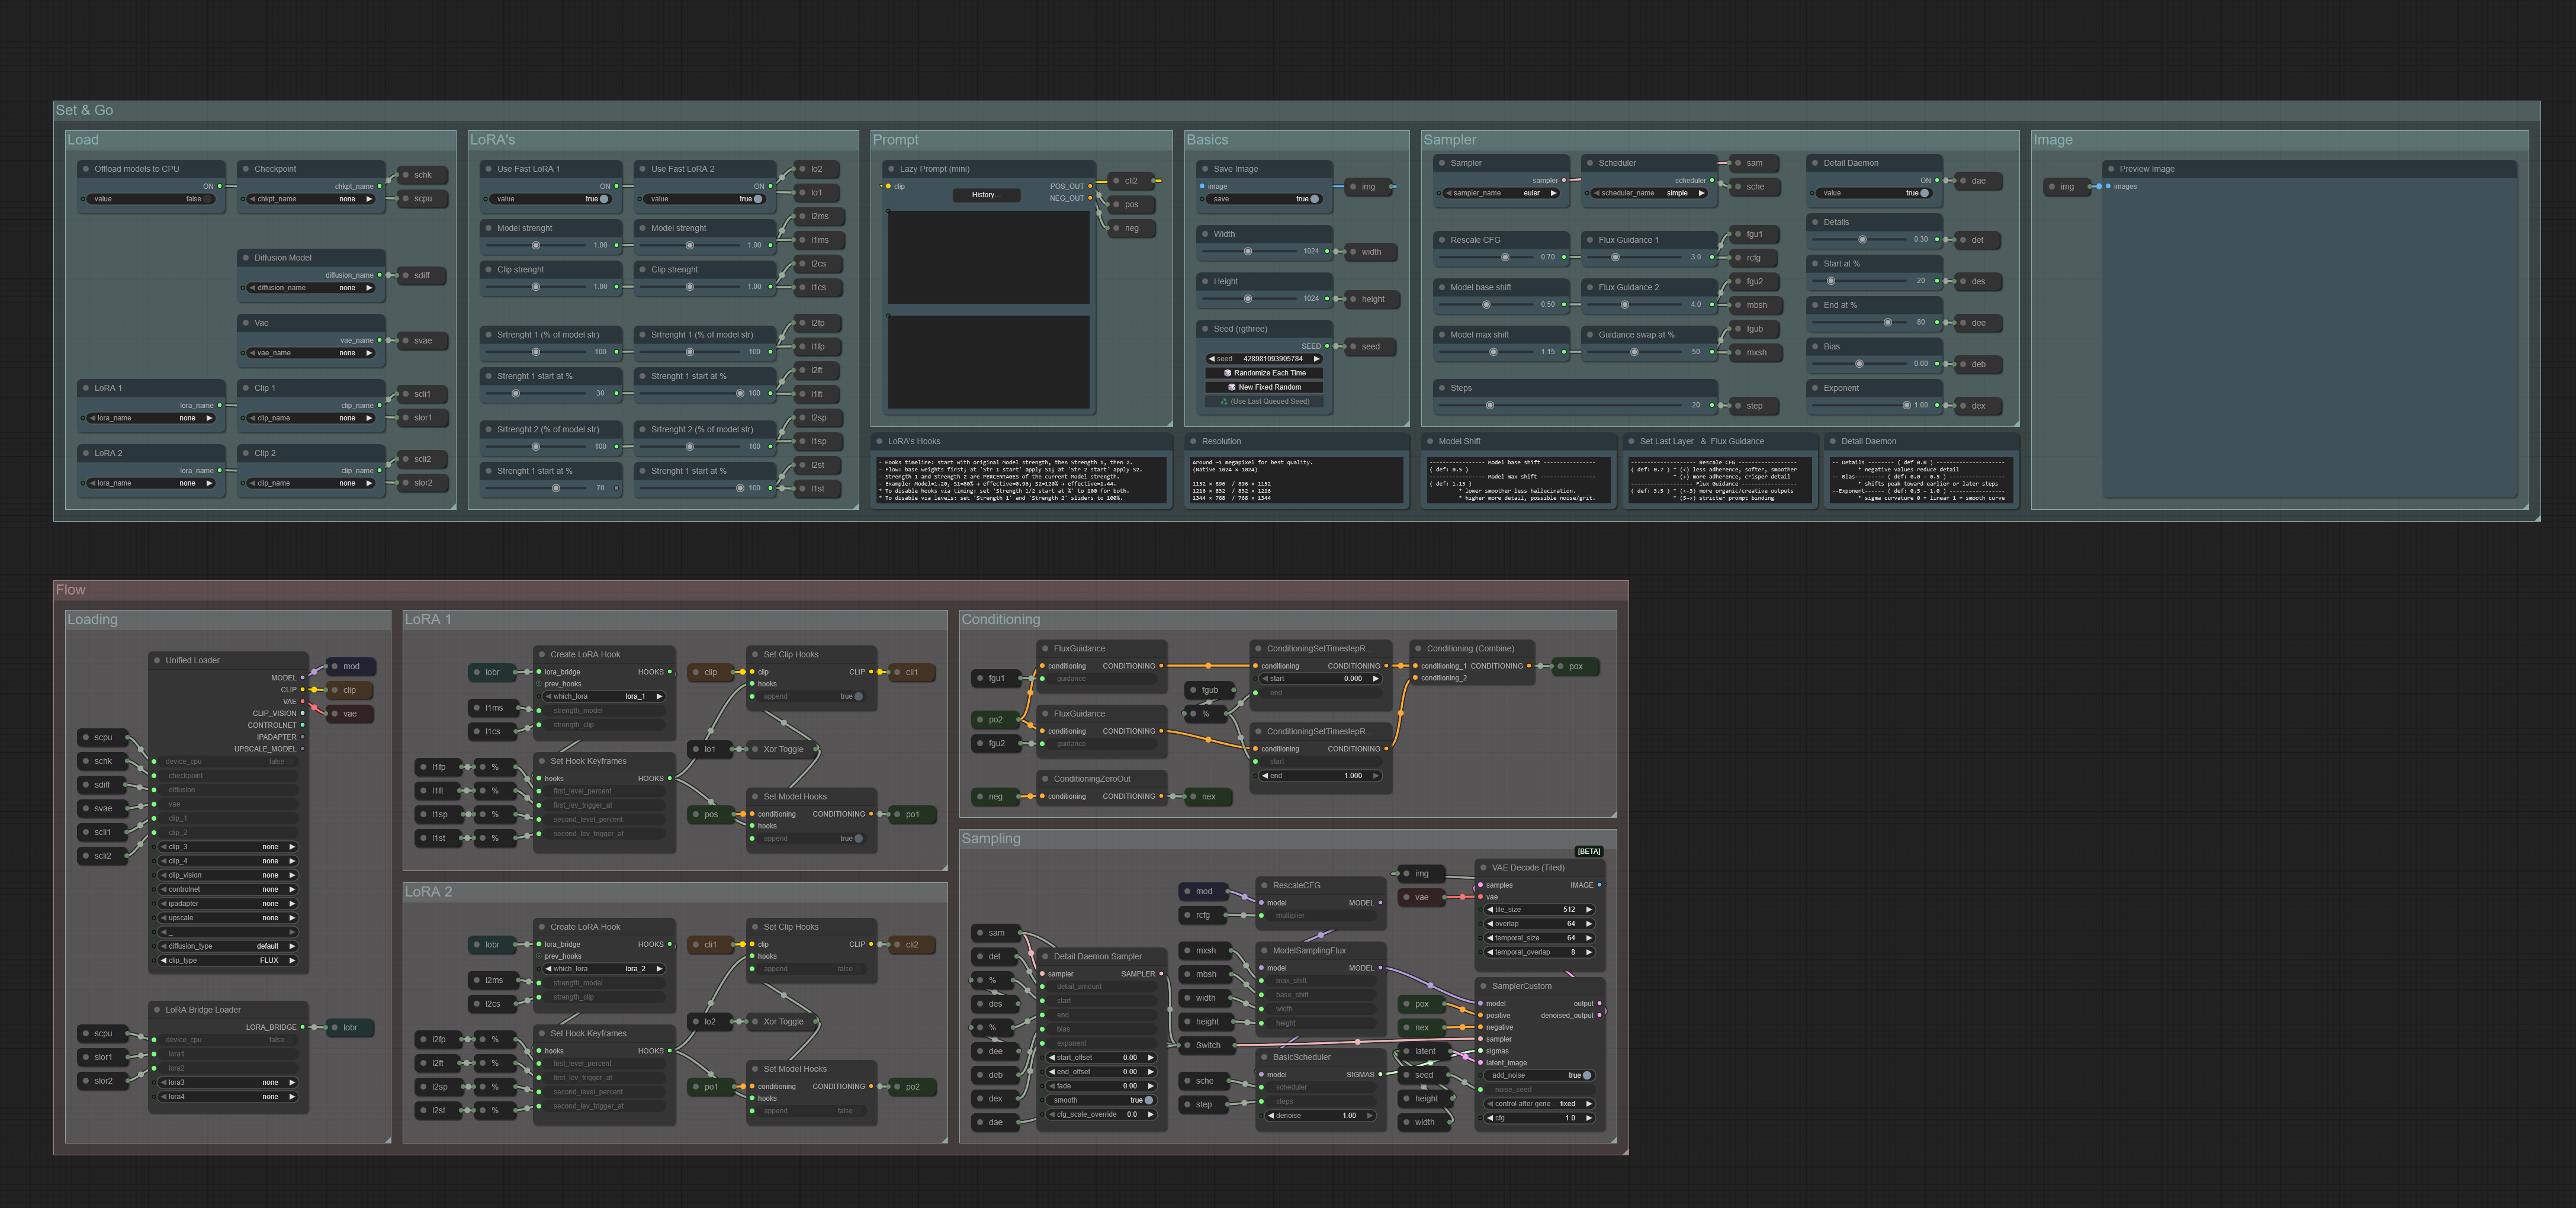 Set & Go
Load
Offload models to CPU
ON
value false
Checkpoint
chkpt_name
chkpt_name none
schk
scpu
Diffusion Model
diffusion_name
diffusion_name none
sdiff
Vae
vae_name
vae_name none
svae
LoRA 1
lora_name
lora_name none
Clip 1
clip_name
clip_name none
scli1
slor1
LoRA 2
lora_name
lora_name none
Clip 2
clip_name
clip_name none
scli2
slor2
LoRA's
Use Fast LoRA 1
ON
value true
Use Fast LoRA 2
ON
value true
lo2
lo1
Model strenght
1.00
Model strenght
1.00
l2ms
l1ms
Clip strenght
1.00
Clip strenght
1.00
l2cs
l1cs
Srtrenght 1 (% of model str)
100
Srtrenght 1 (% of model str)
100
l2fp
l1fp
Strenght 1 start at %
30
Strenght 1 start at %
100
l2ft
l1ft
Srtrenght 2 (% of model str)
100
Srtrenght 2 (% of model str)
100
l2sp
l1sp
Strenght 1 start at %
70
Strenght 1 start at %
100
l2st
l1st
Prompt
Lazy Prompt (mini)
clip
History...
POS_OUT
NEG_OUT
cli2
pos
neg
LoRA's Hooks
- Hooks timeline: start with original Model strength, then Strength 1, then 2.
- Flow: base weights first; at 'Str 1 start' apply S1; at 'Str 2 start' apply S2.
- Strength 1 and Strength 2 are PERCENTAGES of the current Model strength.
- Example: Model=1.20, S1=80% → effective=0.96; S2=120% → effective=1.44.
* To disable hooks via timing: set 'Strength 1/2 start at %' to 100 for both.
* To disable via levels: set 'Strength 1' and 'Strength 2' sliders to 100%.
Basics
Save Image
image
save true
img
Width
1024
width
Height
1024
height
Seed (rgthree)
SEED
seed 428981093905784
Randomize Each Time
New Fixed Random
(Use Last Queued Seed)
seed
Resolution
Around ~1 megapixel for best quality.
(Native 1024 × 1024)
1152 × 896 / 896 × 1152
1216 × 832 / 832 × 1216
1344 × 768 / 768 × 1344
Sampler
Sampler
sampler
sampler_name euler
Scheduler
scheduler
scheduler_name simple
sam
sche
Detail Daemon
ON
value true
dae
Rescale CFG
0.70
Flux Guidance 1
3.0
fgu1
rcfg
Details
0.30
det
Model base shift
0.50
Flux Guidance 2
4.0
fgu2
mbsh
Start at %
20
des
End at %
80
dee
Model max shift
1.15
Guidance swap at %
50
fgub
mxsh
Bias
0.00
deb
Steps
20
step
Exponent
1.00
dex
Model Shift
---------------- Model base shift ----------------
( def: 0.5 )
---------------- Model max shift ----------------
( def: 1.15 )
* lower smoother less hallucination.
* higher more detail, possible noise/grit.
Set Last Layer & Flux Guidance
------------------- Rescale CFG -----------------
( def: 0.7 ) * (<) less adherence, softer, smoother
* (>) more adherence, crisper detail
------------------- Flux Guidance -----------------
( def: 3.5 ) * (<~3) more organic/creative outputs
* (5~>) stricter prompt binding
Detail Daemon
-- Details -------- ( def 0.0 ) --------------------
* negative values reduce detail
-- Bias--------- ( def 0.0 - 0.5 ) ------------------
* shifts peak toward earlier or later steps
--Exponent------ ( def: 0.5 - 1.0 ) -----------------
* sigma curvature 0 = linear 1 = smooth curve
Image
img
Preview Image
images
Flow
Loading
Unified Loader
MODEL
CLIP
VAE
CLIP_VISION
CONTROLNET
IPADAPTER
UPSCALE_MODEL
mod
clip
vae
scpu
schk
sdiff
svae
scli1
scli2
device_cpu false
checkpoint
diffusion
vae
clip_1
clip_2
clip_3 none
clip_4 none
clip_vision none
controlnet none
ipadapter none
upscale none
_
diffusion_type default
clip_type FLUX
LoRA Bridge Loader
LORA_BRIDGE
lobr
scpu
slor1
slor2
device_cpu false
lora1
lora2
lora3 none
lora4 none
LoRA 1
lobr
l1ms
l1cs
Create LoRA Hook
lora_bridge HOOKS
prev_hooks
which_lora lora_1
strength_model
strength_clip
clip
Set Clip Hooks
clip CLIP
hooks
append true
cli1
l1fp %
l1ft %
l1sp %
l1st %
Set Hook Keyframes
hooks HOOKS
first_level_percent
first_lev_trigger_at
second_level_percent
second_lev_trigger_at
lo1
Xor Toggle
pos
Set Model Hooks
conditioning CONDITIONING
hooks
append true
po1
LoRA 2
lobr
l2ms
l2cs
Create LoRA Hook
lora_bridge HOOKS
prev_hooks
which_lora lora_2
strength_model
strength_clip
cli1
Set Clip Hooks
clip CLIP
hooks
append false
cli2
l2fp %
l2ft %
l2sp %
l2st %
Set Hook Keyframes
hooks HOOKS
first_level_percent
first_lev_trigger_at
second_level_percent
second_lev_trigger_at
lo2
Xor Toggle
po1
Set Model Hooks
conditioning CONDITIONING
hooks
append false
po2
Conditioning
fgu1
po2
fgu2
neg
FluxGuidance
conditioning CONDITIONING
guidance
FluxGuidance
conditioning CONDITIONING
guidance
ConditioningZeroOut
conditioning CONDITIONING
nex
fgub
%
ConditioningSetTimestepR...
conditioning CONDITIONING
start 0.000
end
ConditioningSetTimestepR...
conditioning CONDITIONING
start
end 1.000
Conditioning (Combine)
conditioning_1 CONDITIONING
conditioning_2
pox
Sampling
sam
det
%
des
%
dee
deb
dex
dae
Detail Daemon Sampler
sampler SAMPLER
detail_amount
start
end
bias
exponent
start_offset 0.00
end_offset 0.00
fade 0.00
smooth true
cfg_scale_override 0.0
mod
rcfg
RescaleCFG
model MODEL
multiplier
mxsh
mbsh
width
height
ModelSamplingFlux
model MODEL
max_shift
base_shift
width
height
Switch
sche
step
BasicScheduler
model SIGMAS
scheduler
steps
denoise 1.00
img
vae
[BETA]
VAE Decode (Tiled)
samples IMAGE
vae
tile_size 512
overlap 64
temporal_size 64
temporal_overlap 8
pox
nex
latent
seed
height
width
SamplerCustom
model output
positive denoised_output
negative
sampler
sigmas
latent_image
add_noise true
noise_seed
control after gene... fixed
cfg 1.0